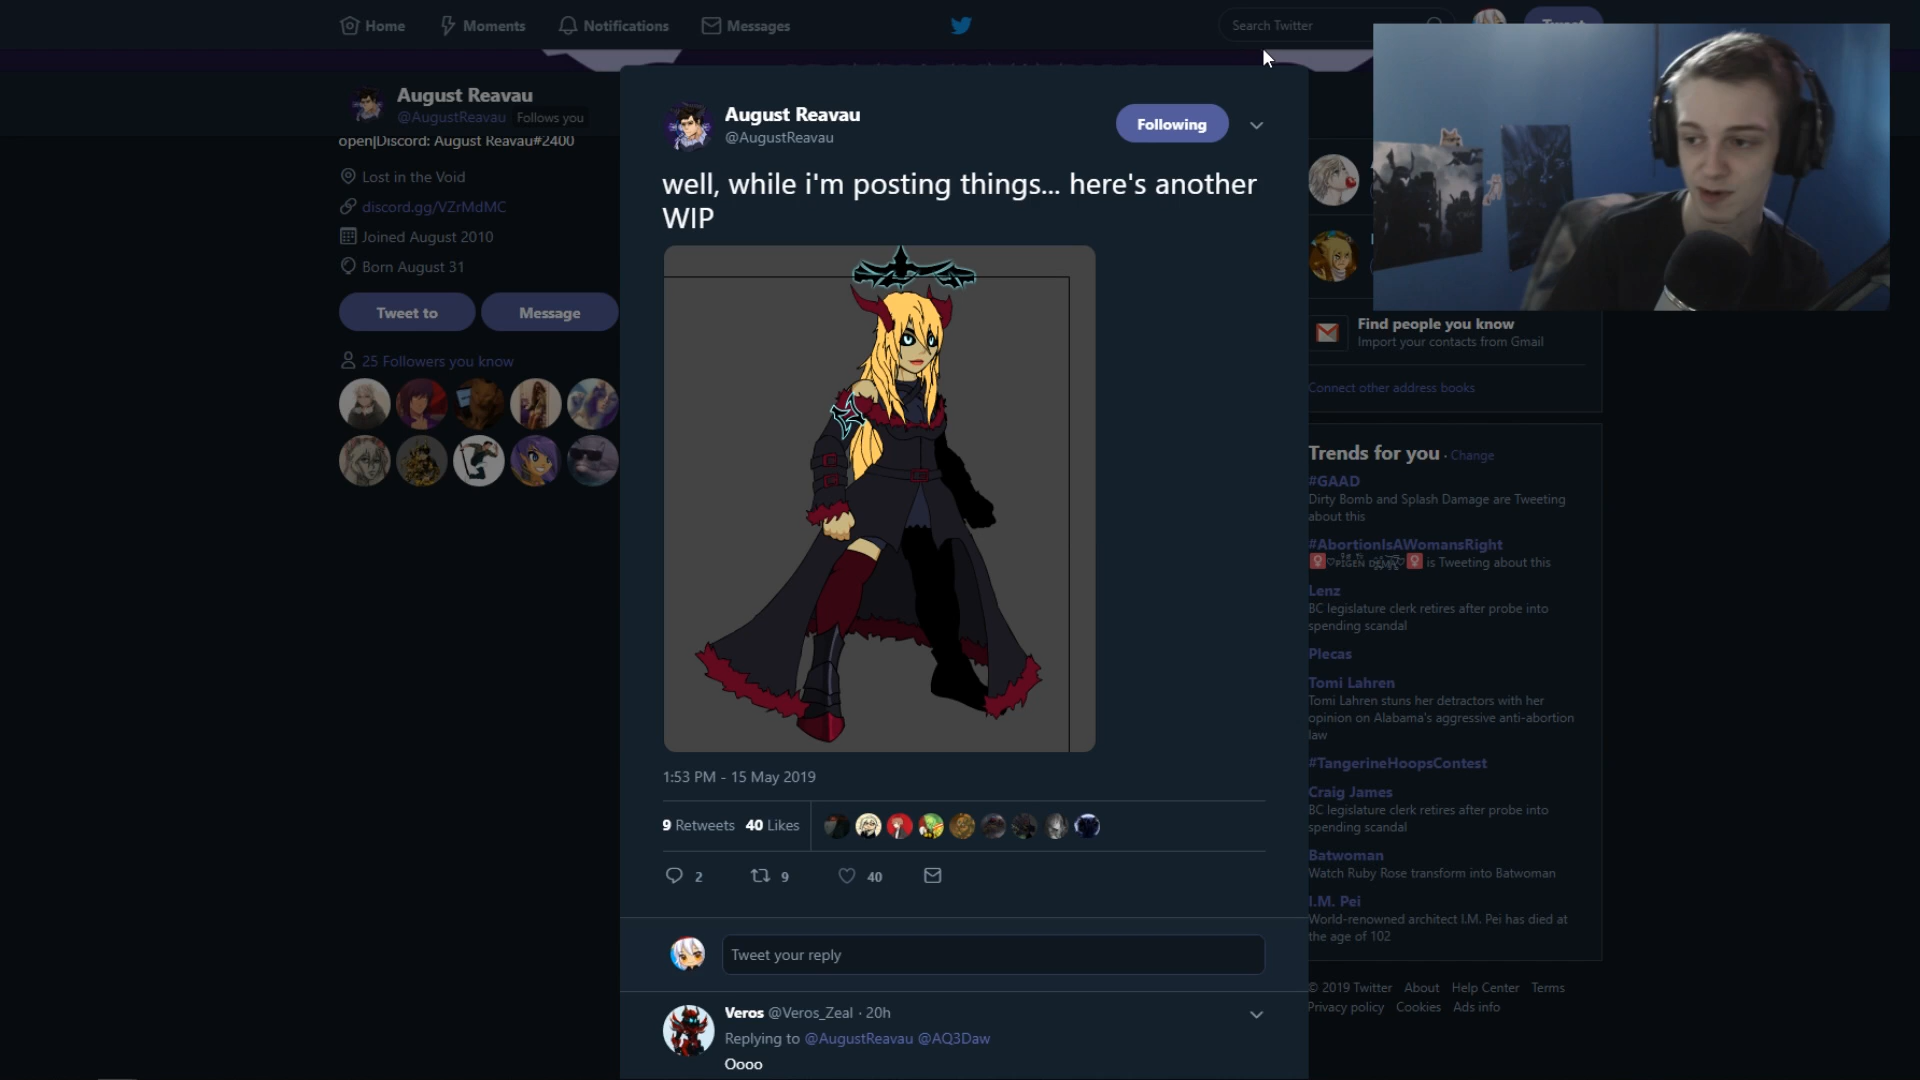 Home
Moments
Notifications
Messages
Search Twitter
Tweet
August Reavau
@AugustReavau Follows you
open|Discord: August Reavau#2400
Lost in the Void
discord.gg/VZrMdMC
Joined August 2010
Born August 31
Tweet to
Message
25 Followers you know
August Reavau
@AugustReavau
Following
well, while i'm posting things... here's another
WIP
1:53 PM - 15 May 2019
9 Retweets 40 Likes
2
9
40
Tweet your reply
Veros @Veros_Zeal · 20h
Replying to @AugustReavau @AQ3Daw
Oooo
Find people you know
Import your contacts from Gmail
Connect other address books
Trends for you · Change
#GAAD
Dirty Bomb and Splash Damage are Tweeting
about this
#AbortionIsAWomansRight
is Tweeting about this
Lenz
BC legislature clerk retires after probe into
spending scandal
Plecas
Tomi Lahren
Tomi Lahren stuns her detractors with her
opinion on Alabama's aggressive anti-abortion
law
#TangerineHoopsContest
Craig James
BC legislature clerk retires after probe into
spending scandal
Batwoman
Watch Ruby Rose transform into Batwoman
I.M. Pei
World-renowned architect I.M. Pei has died at
the age of 102
© 2019 Twitter About Help Center Terms
Privacy policy Cookies Ads info